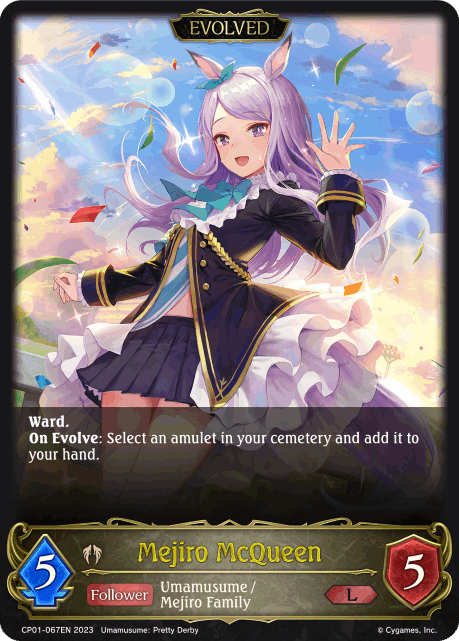 EVOLVED
Ward.
On Evolve: Select an amulet in your cemetery and add it to
your hand.
Mejiro McQueen
5
Follower
Umamusume /
Mejiro Family
L
5
CP01-067EN 2023 Umamusume: Pretty Derby
© Cygames, Inc.